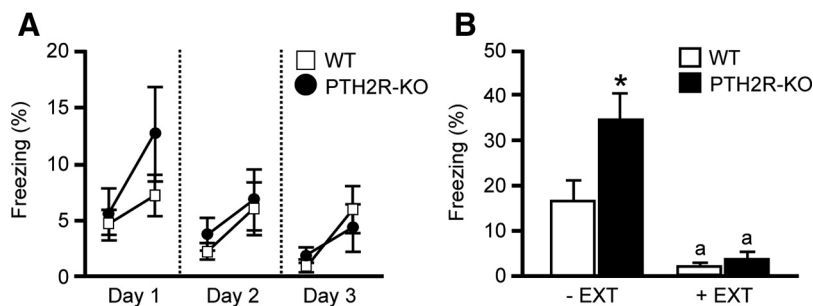 A
20
15
10
5
0
Freezing (%)
WT
PTH2R-KO
Day 1
Day 2
Day 3
B
50
40
30
20
10
0
Freezing (%)
WT
PTH2R-KO
*
a
a
- EXT
+ EXT